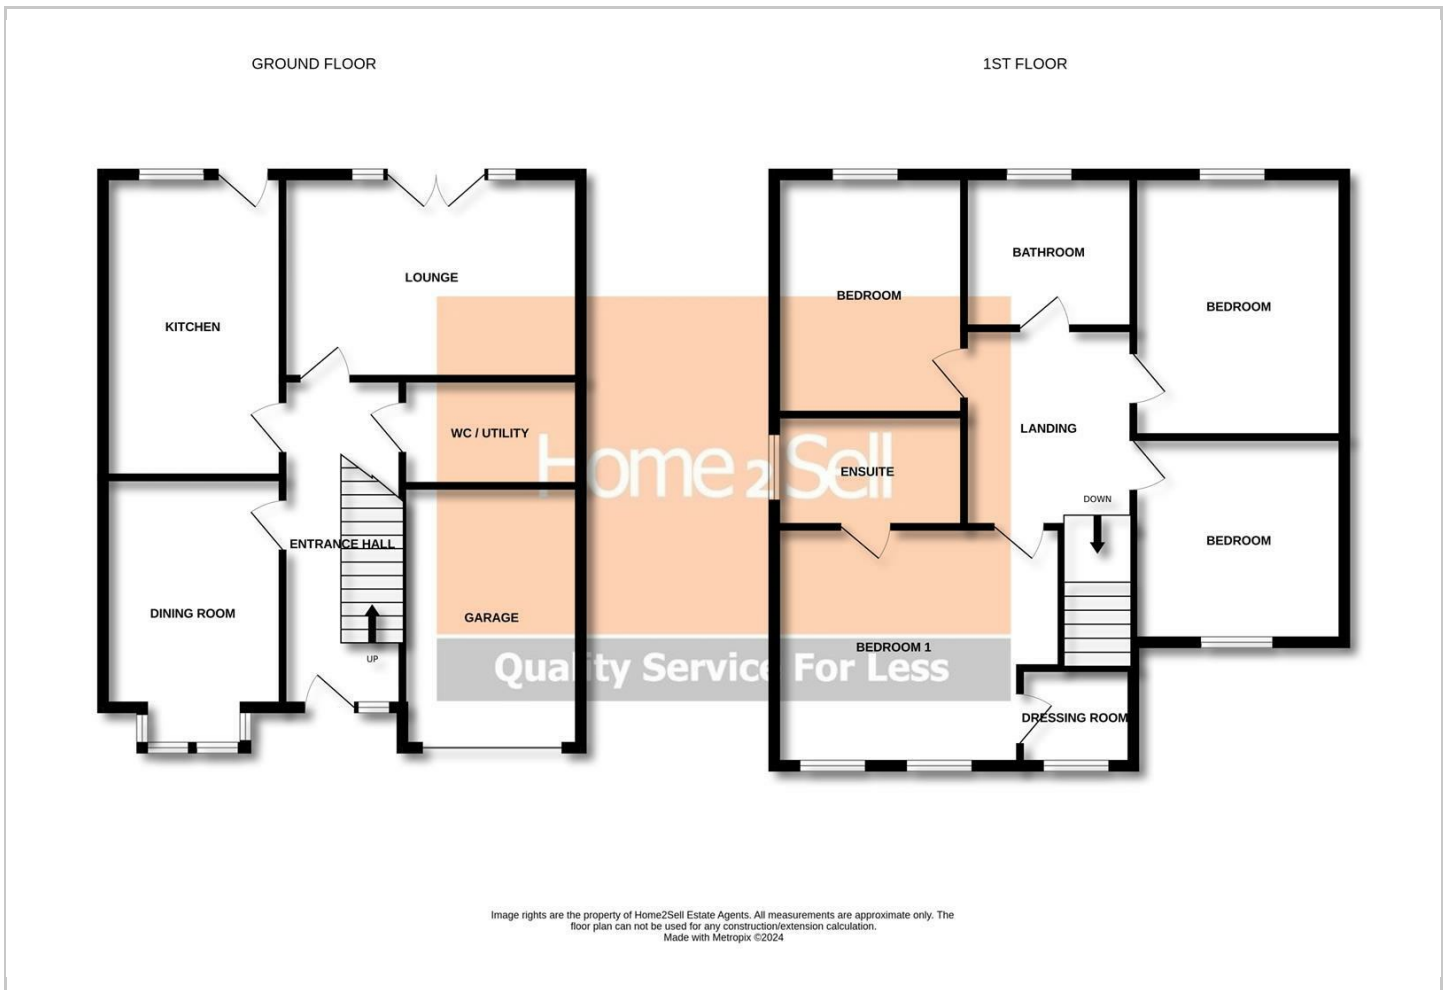 GROUND FLOOR
1ST FLOOR
KITCHEN
LOUNGE
WC / UTILITY
ENTRANCE HALL
DINING ROOM
GARAGE
UP
BEDROOM
BATHROOM
BEDROOM
LANDING
ENSUITE
DOWN
BEDROOM
BEDROOM 1
DRESSING ROOM
Home2Sell
Quality Service For Less
Image rights are the property of Home2Sell Estate Agents. All measurements are approximate only. The
floor plan can not be used for any construction/extension calculation.
Made with Metropix ©2024